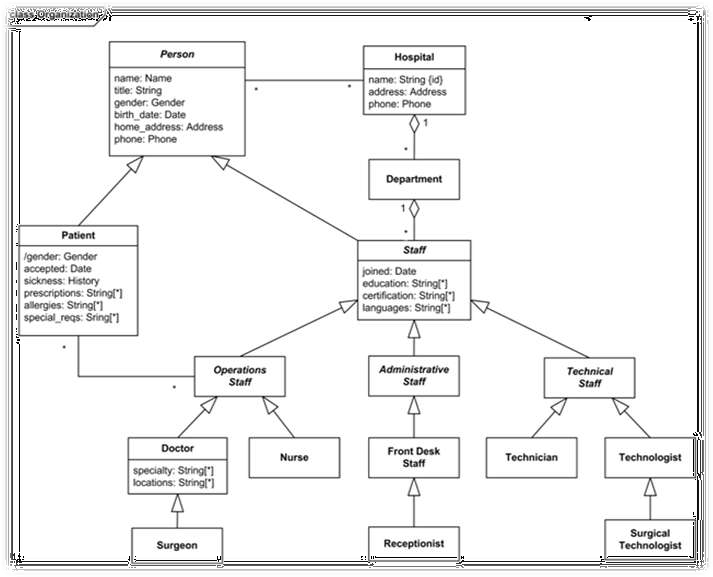 class Organization
Person
name: Name
title: String
gender: Gender
birth_date: Date
home_address: Address
phone: Phone
Hospital
name: String {id}
address: Address
phone: Phone
*
*
1
*
Department
1
*
Patient
/gender: Gender
accepted: Date
sickness: History
prescriptions: String[*]
allergies: String[*]
special_reqs: Sring[*]
Staff
joined: Date
education: String[*]
certification: String[*]
languages: String[*]
*
*
Operations
Staff
Administrative
Staff
Technical
Staff
Doctor
specialty: String[*]
locations: String[*]
Nurse
Front Desk
Staff
Technician
Technologist
Surgeon
Receptionist
Surgical
Technologist